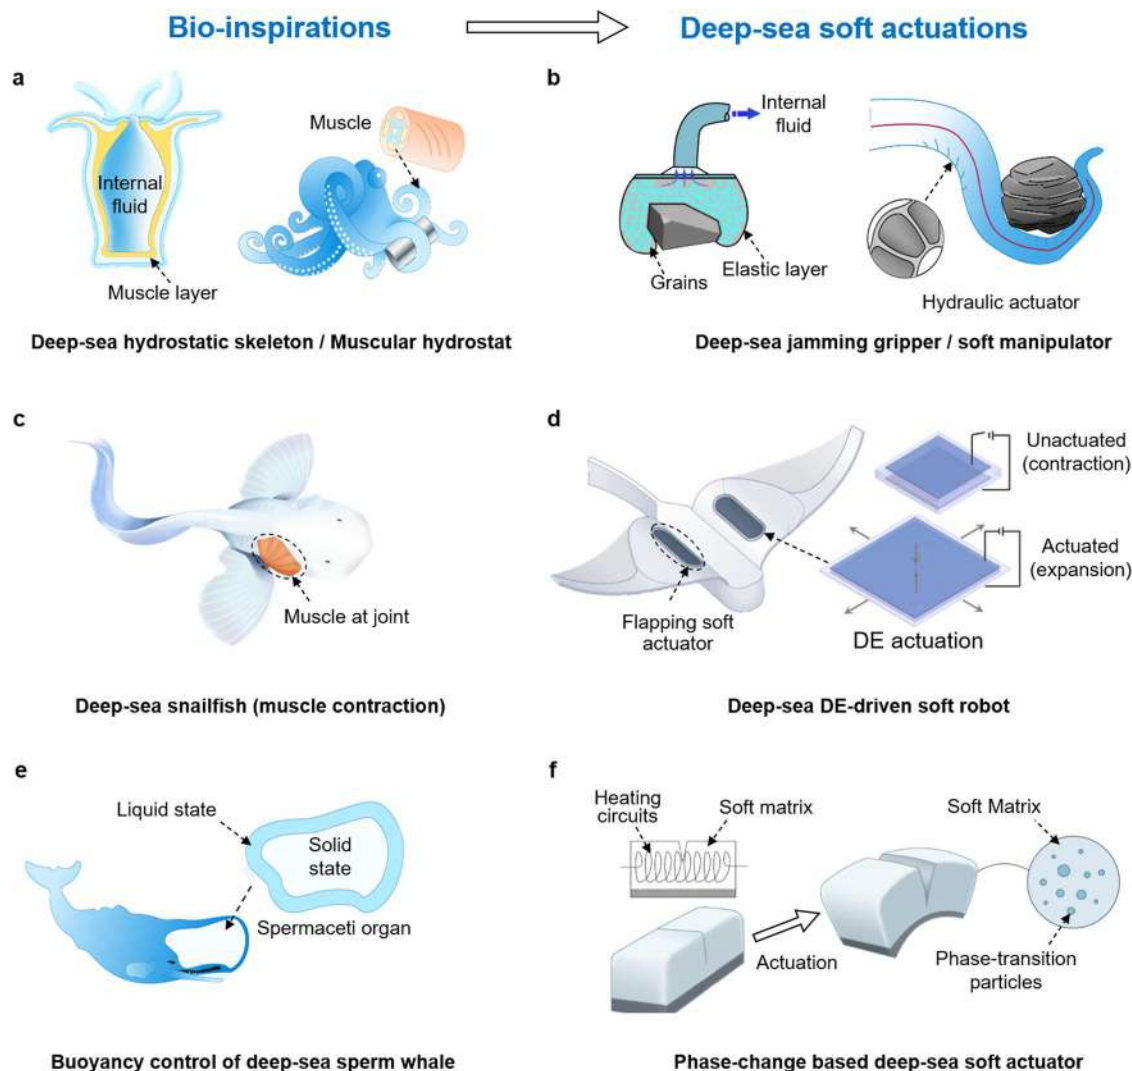 Bio-inspirations
Deep-sea soft actuations
a
Internal
fluid
Muscle layer
Muscle
Deep-sea hydrostatic skeleton / Muscular hydrostat
b
Internal
fluid
Grains
Elastic layer
Hydraulic actuator
Deep-sea jamming gripper / soft manipulator
c
Muscle at joint
Deep-sea snailfish (muscle contraction)
d
Unactuated
(contraction)
Actuated
(expansion)
Flapping soft
actuator
DE actuation
Deep-sea DE-driven soft robot
e
Liquid state
Solid
state
Spermaceti organ
Buoyancy control of deep-sea sperm whale
f
Heating
circuits
Soft matrix
Actuation
Soft Matrix
Phase-transition
particles
Phase-change based deep-sea soft actuator